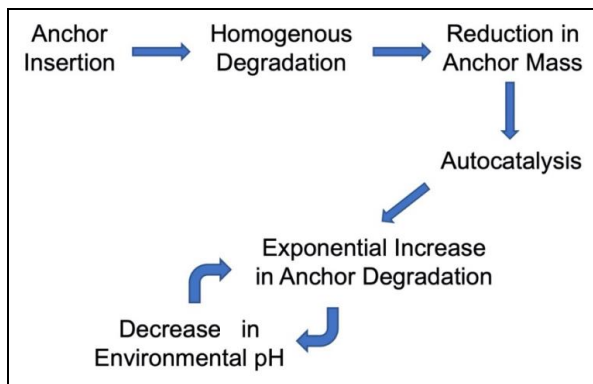 Anchor
Insertion
Homogenous
Degradation
Reduction in
Anchor Mass
Autocatalysis
Exponential Increase
in Anchor Degradation
Decrease in
Environmental pH